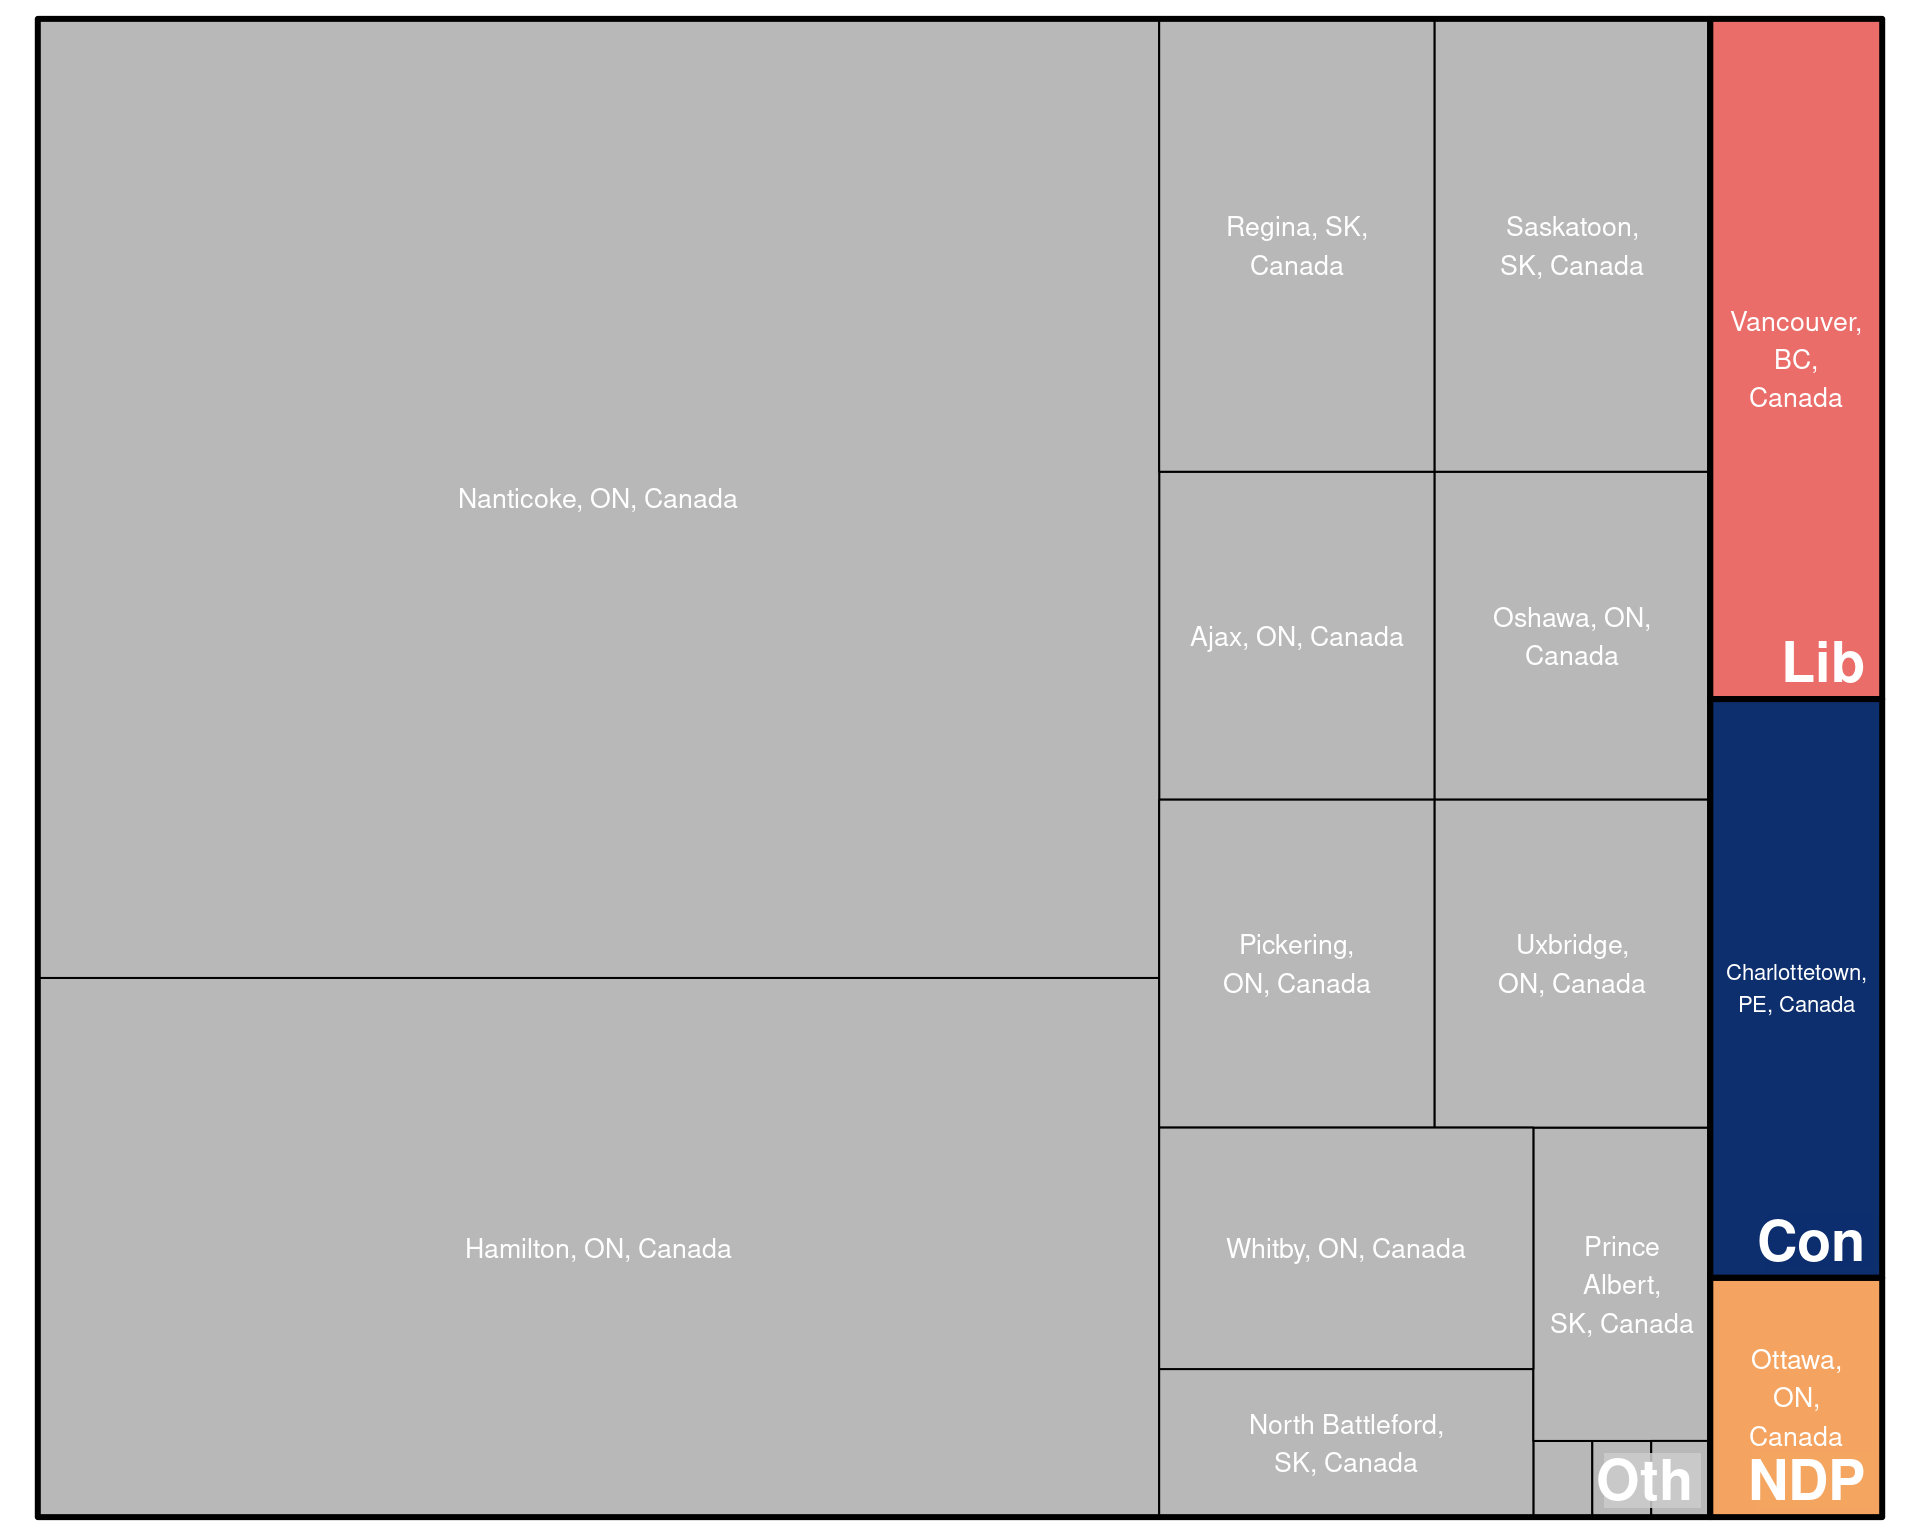 Nanticoke, ON, Canada
Hamilton, ON, Canada
Regina, SK,
Canada
Saskatoon,
SK, Canada
Ajax, ON, Canada
Oshawa, ON,
Canada
Pickering,
ON, Canada
Uxbridge,
ON, Canada
Whitby, ON, Canada
North Battleford,
SK, Canada
Prince
Albert,
SK, Canada
Oth
Vancouver,
BC,
Canada
Lib
Charlottetown,
PE, Canada
Con
Ottawa,
ON,
Canada
NDP